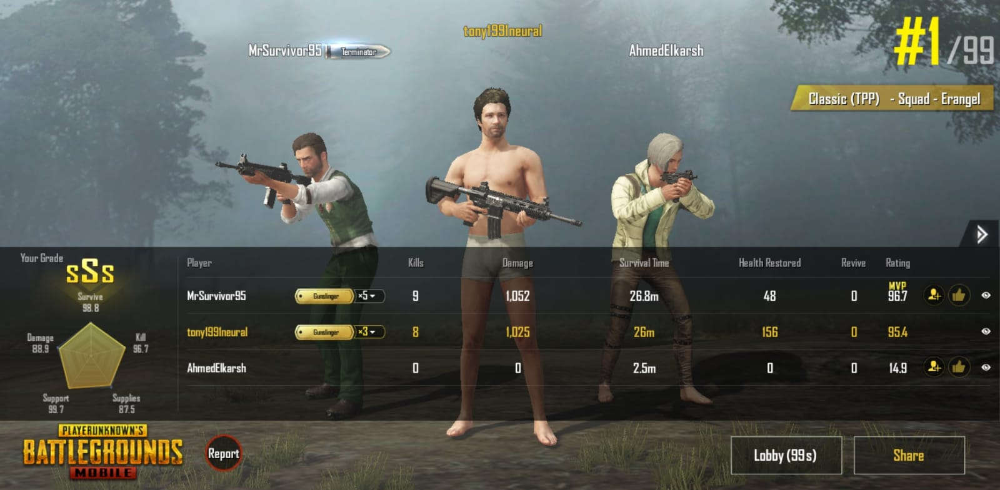 tony1991neural
MrSurvivor95 Terminator
AhmedElkarsh
#1/99
Classic (TPP) - Squad - Erangel
Your Grade
sSs
Survive
98.8
Damage
88.9
Kill
96.7
Support
99.7
Supplies
87.5
Player Kills Damage Survival Time Health Restored Revive Rating
MrSurvivor95 Gunslinger ×5 9 1,052 26.8m 48 0 MVP 96.7
tony1991neural Gunslinger ×3 8 1,025 26m 156 0 95.4
AhmedElkarsh 0 0 2.5m 0 0 14.9
PLAYERUNKNOWN'S
BATTLEGROUNDS
MOBILE
Report
Lobby (99s)
Share